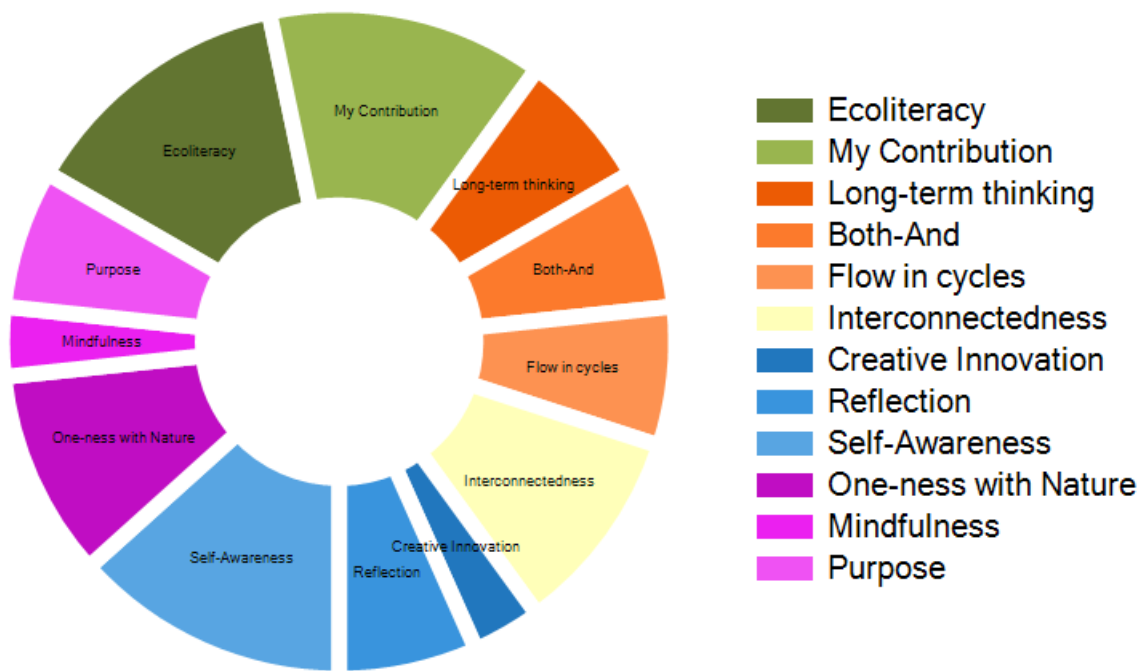 My Contribution
Ecoliteracy
Long-term thinking
Purpose
Both-And
Mindfulness
Flow in cycles
One-ness with Nature
Interconnectedness
Creative Innovation
Self-Awareness
Reflection
Ecoliteracy
My Contribution
Long-term thinking
Both-And
Flow in cycles
Interconnectedness
Creative Innovation
Reflection
Self-Awareness
One-ness with Nature
Mindfulness
Purpose